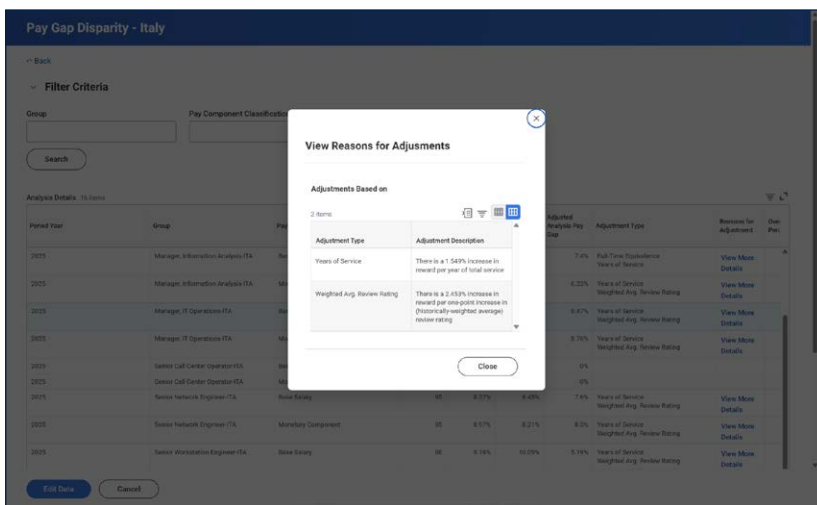 Pay Gap Disparity - Italy
Back
Filter Criteria
Group
Pay Component Classification
Search
View Reasons for Adjusments
Adjustments Based on
2 items
Adjustment Type Adjustment Description
Years of Service There is a 1.549% increase in
reward per year of total service
Weighted Avg. Review Rating There is a 2.453% increase in
reward per one-point increase in
(historically-weighted average)
review rating
Close
Analysis Details
Period Year Group Pay Adjusted
Analysis Pay
Gap Adjustment Type Reasons for
Adjustment
2025 Manager, Information Analysis-ITA 7.4% Full-Time Equivalence
Years of Service View More
Details
2025 Manager, Information Analysis-ITA Years of Service
Weighted Avg. Review Rating View More
Details
2025 Manager, IT Operations-ITA Years of Service
Weighted Avg. Review Rating View More
Details
2025 Manager, IT Operations-ITA Years of Service
Weighted Avg. Review Rating View More
Details
2025 Senior Call Center Operator-ITA 0%
2025 Senior Call Center Operator-ITA 0%
2025 Senior Network Engineer-ITA Base Salary Years of Service
Weighted Avg. Review Rating View More
Details
2025 Senior Network Engineer-ITA Monetary Component Years of Service
Weighted Avg. Review Rating View More
Details
2025 Senior Workstation Engineer-ITA Base Salary Years of Service
Weighted Avg. Review Rating View More
Details
Edit Data Cancel